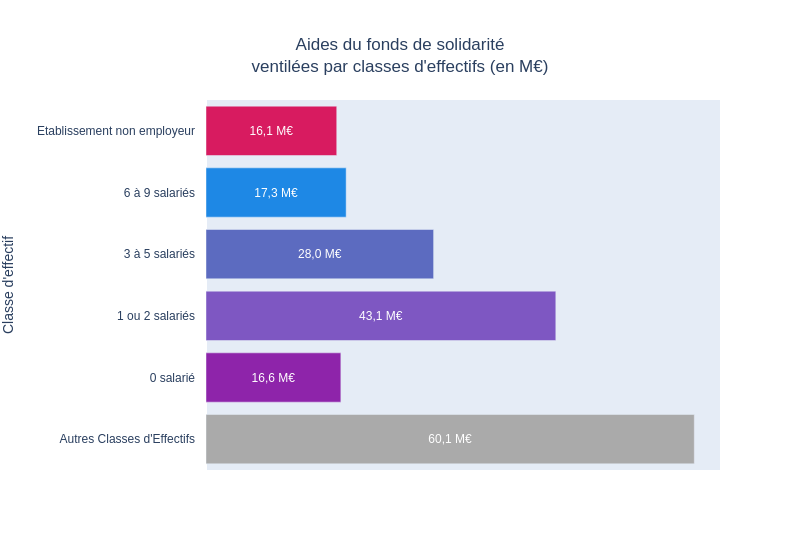 Aides du fonds de solidarité
ventilées par classes d'effectifs (en M€)
Classe d'effectif
Etablissement non employeur
16,1 M€
6 à 9 salariés
17,3 M€
3 à 5 salariés
28,0 M€
1 ou 2 salariés
43,1 M€
0 salarié
16,6 M€
Autres Classes d'Effectifs
60,1 M€